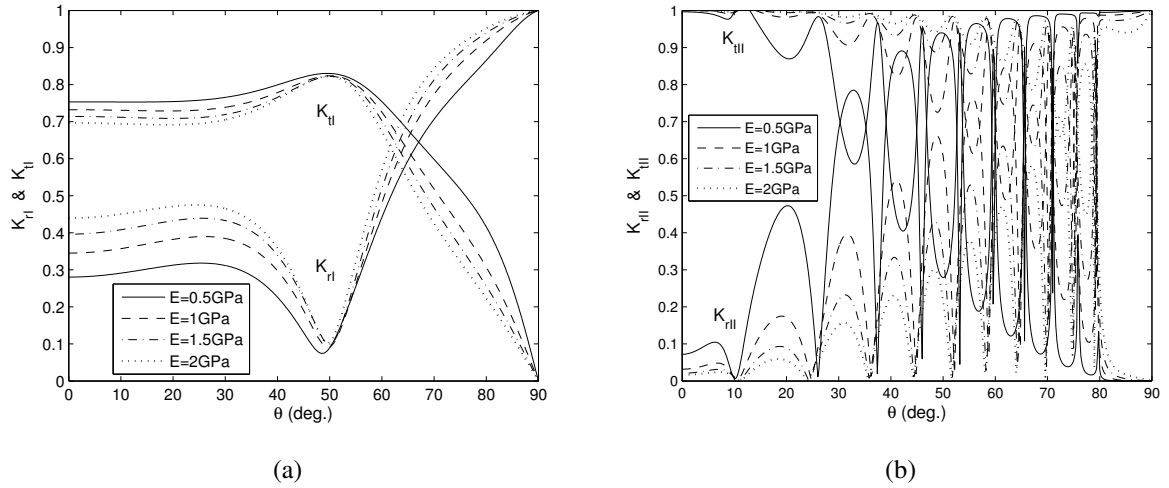 1
0.9
0.8
0.7
0.6
0.5
0.4
0.3
0.2
0.1
0
K_rI & K_tI
K_tI
K_rI
E=0.5GPa
E=1GPa
E=1.5GPa
E=2GPa
0 10 20 30 40 50 60 70 80 90
θ (deg.)
(a)
1
0.9
0.8
0.7
0.6
0.5
0.4
0.3
0.2
0.1
0
K_rII & K_tII
K_tII
E=0.5GPa
E=1GPa
E=1.5GPa
E=2GPa
K_rII
0 10 20 30 40 50 60 70 80 90
θ (deg.)
(b)